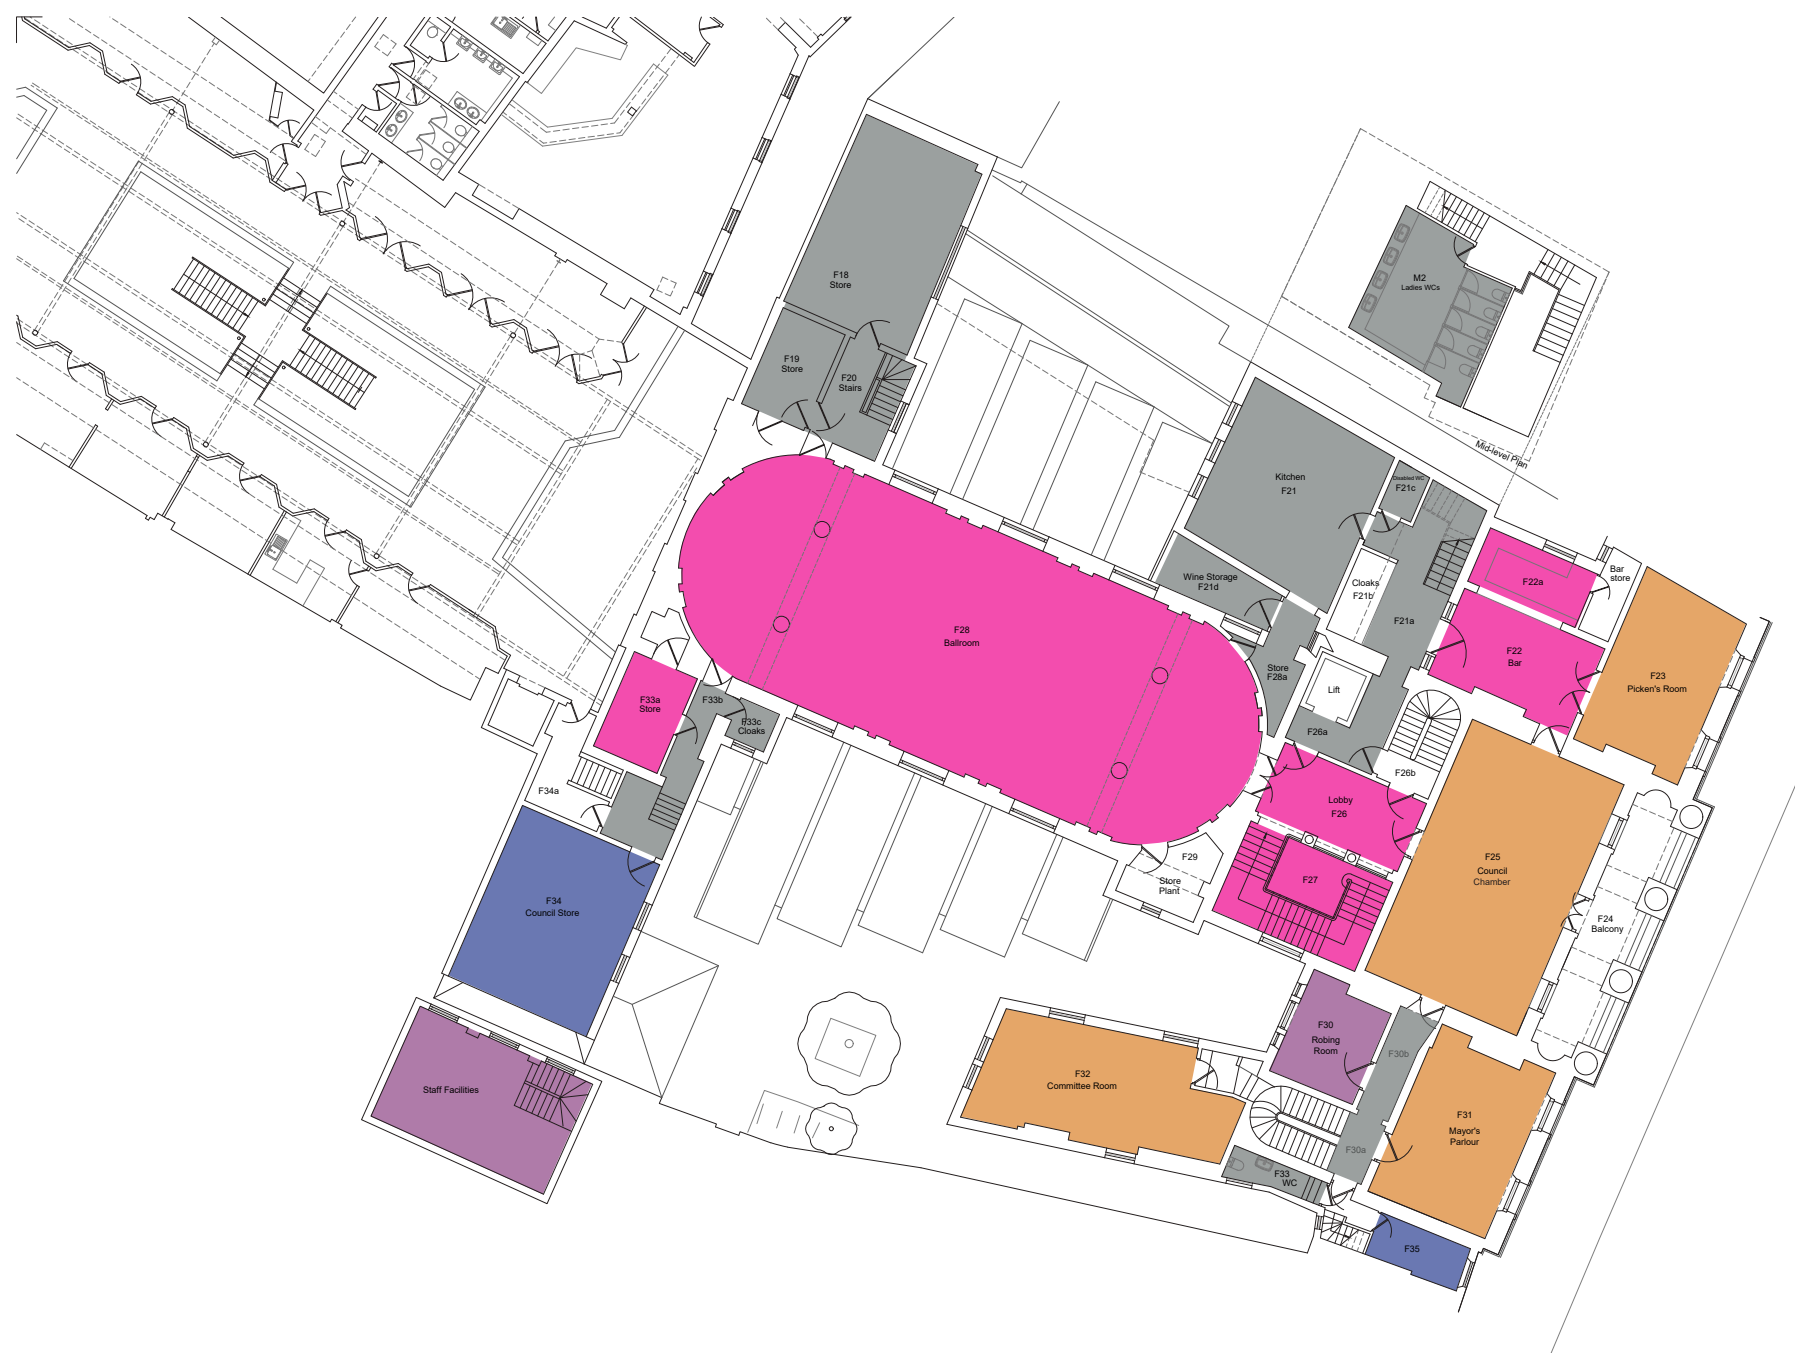 M2
Ladies WCs
F18
Store
F19
Store
F20
Stairs
Mid-level Plan
Kitchen
F21
Disabled WC
F21c
Wine Storage
F21d
Cloaks
F21b
F21a
F22a
Bar
store
F22
Bar
F23
Picken's Room
F28
Ballroom
Store
F28a
Lift
F26a
F26b
F33a
Store
F33b
F33c
Cloaks
F34a
Lobby
F26
F27
F29
Store
Plant
F25
Council
Chamber
F24
Balcony
F34
Council Store
F30
Robing
Room
F30b
F32
Committee Room
Staff Facilities
F31
Mayor's
Parlour
F30a
F33
WC
F35